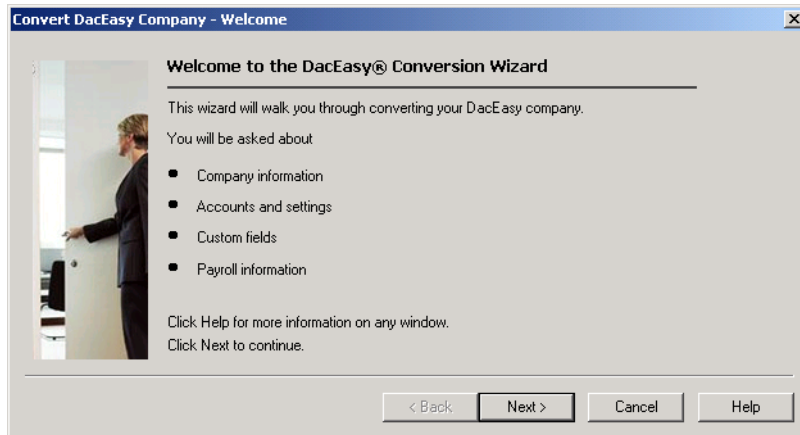 Convert DacEasy Company - Welcome
Welcome to the DacEasy® Conversion Wizard
This wizard will walk you through converting your DacEasy company.
You will be asked about
• Company information
• Accounts and settings
• Custom fields
• Payroll information
Click Help for more information on any window.
Click Next to continue.
< Back Next > Cancel Help